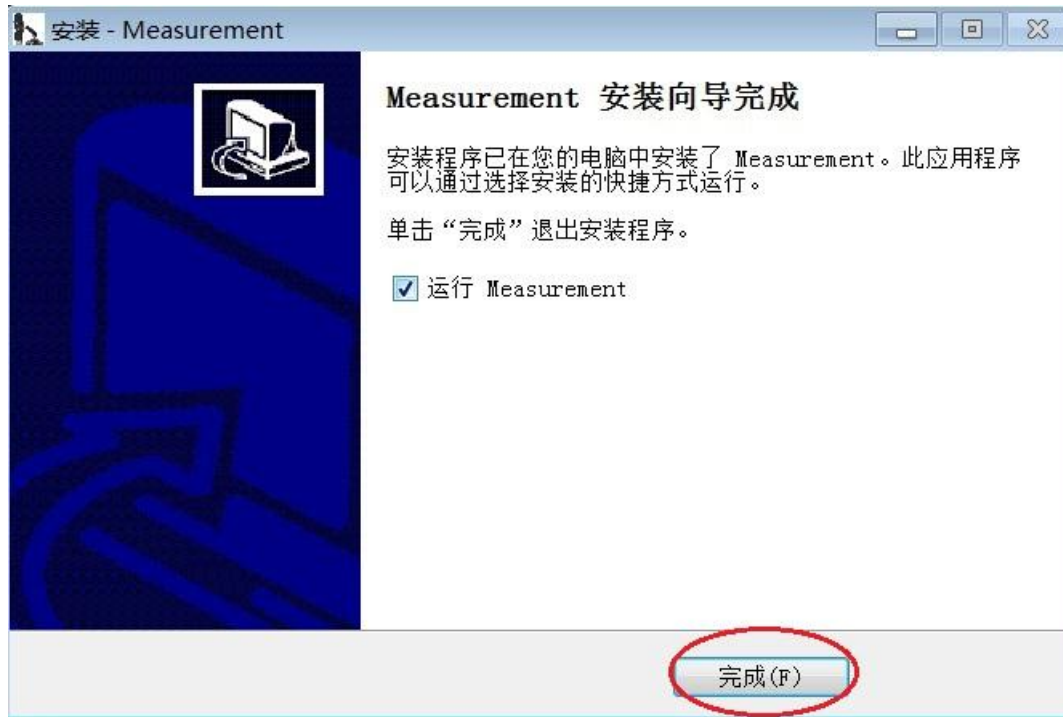 安装 - Measurement
Measurement 安装向导完成
安装程序已在您的电脑中安装了 Measurement。此应用程序
可以通过选择安装的快捷方式运行。
单击“完成”退出安装程序。
运行 Measurement
完成(F)